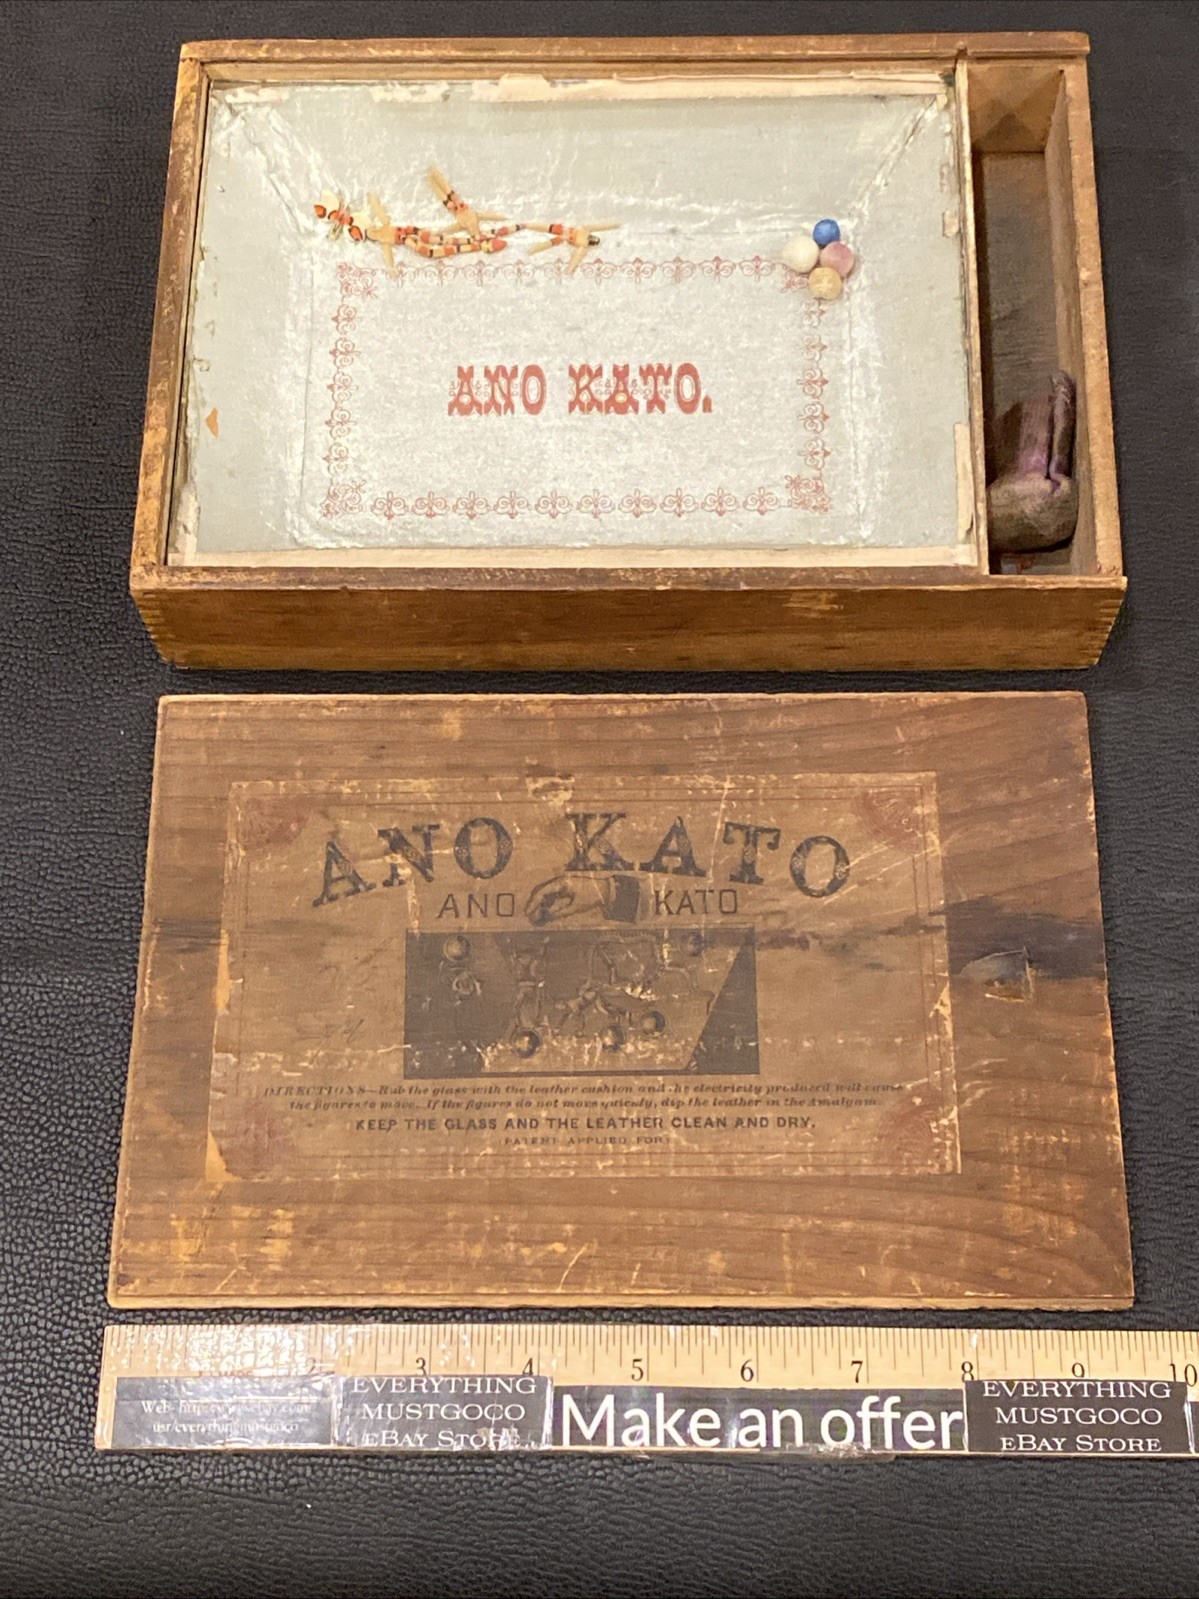 ANO KATO.
ANO KATO
ANO KATO
DIRECTIONS—Rub the glass with the leather cushion and the electricity produced will cause
the figures to move. If the figures do not move quickly, dip the leather in the Amalgam.
KEEP THE GLASS AND THE LEATHER CLEAN AND DRY.
PATENT APPLIED FOR
2 3 4 5 6 7 8 9 10
usr/everythingmustgoco
EVERYTHING
MUSTGOCO
eBay Store
Make an offer
EVERYTHING
MUSTGOCO
eBay Store